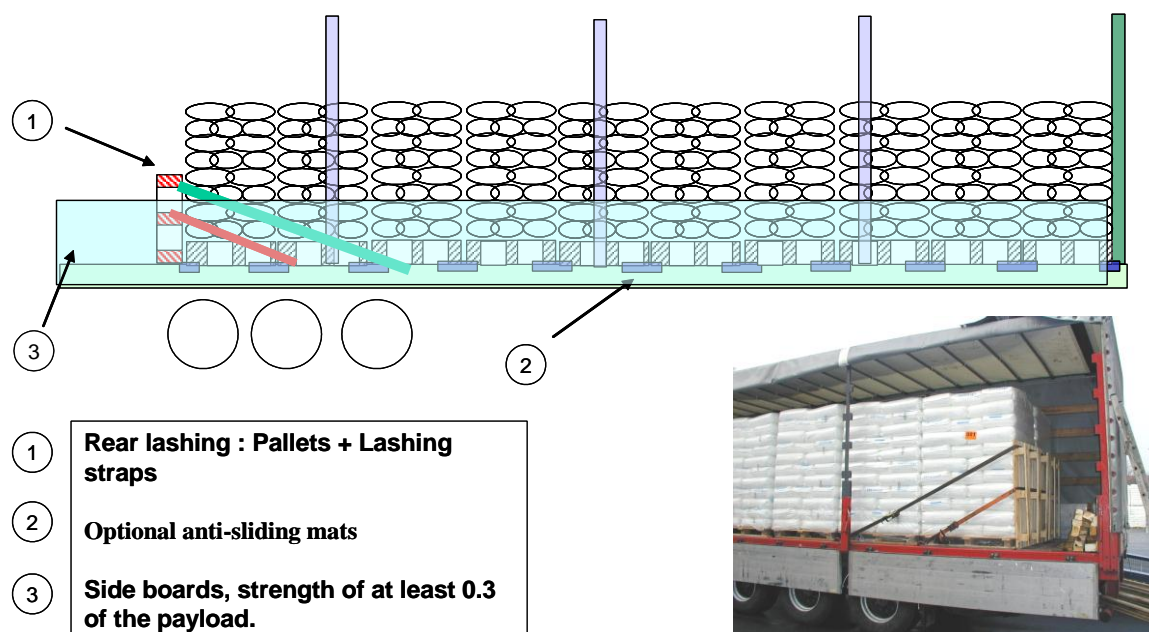 1
3
2
1
Rear lashing : Pallets + Lashing
straps
2
Optional anti-sliding mats
3
Side boards, strength of at least 0.3
of the payload.